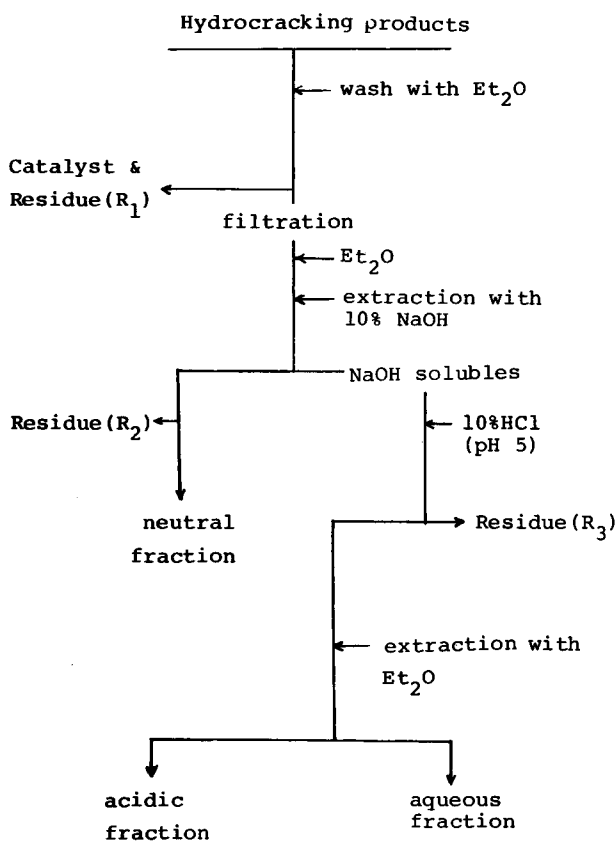 Hydrocracking products
wash with Et2O
Catalyst &
Residue(R1)
filtration
Et2O
extraction with
10% NaOH
NaOH solubles
Residue(R2)
10%HCl
(pH 5)
neutral
fraction
Residue(R3)
extraction with
Et2O
acidic
fraction
aqueous
fraction